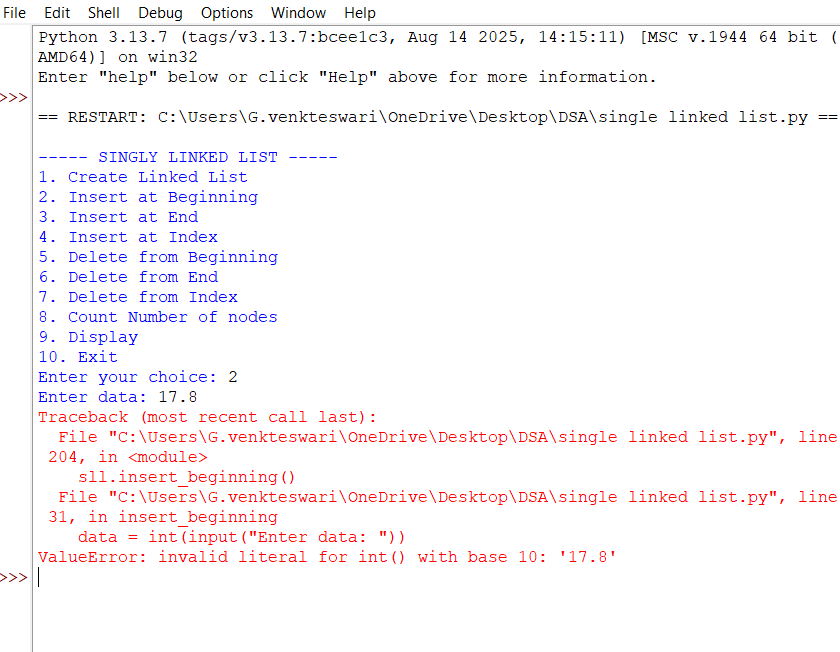 File Edit Shell Debug Options Window Help
Python 3.13.7 (tags/v3.13.7:bcee1c3, Aug 14 2025, 14:15:11) [MSC v.1944 64 bit (
AMD64)] on win32
Enter "help" below or click "Help" above for more information.
>>>
== RESTART: C:\Users\G.venkteswari\OneDrive\Desktop\DSA\single linked list.py ==
----- SINGLY LINKED LIST -----
1. Create Linked List
2. Insert at Beginning
3. Insert at End
4. Insert at Index
5. Delete from Beginning
6. Delete from End
7. Delete from Index
8. Count Number of nodes
9. Display
10. Exit
Enter your choice: 2
Enter data: 17.8
Traceback (most recent call last):
  File "C:\Users\G.venkteswari\OneDrive\Desktop\DSA\single linked list.py", line
 204, in <module>
    sll.insert_beginning()
  File "C:\Users\G.venkteswari\OneDrive\Desktop\DSA\single linked list.py", line
 31, in insert_beginning
    data = int(input("Enter data: "))
ValueError: invalid literal for int() with base 10: '17.8'
>>>